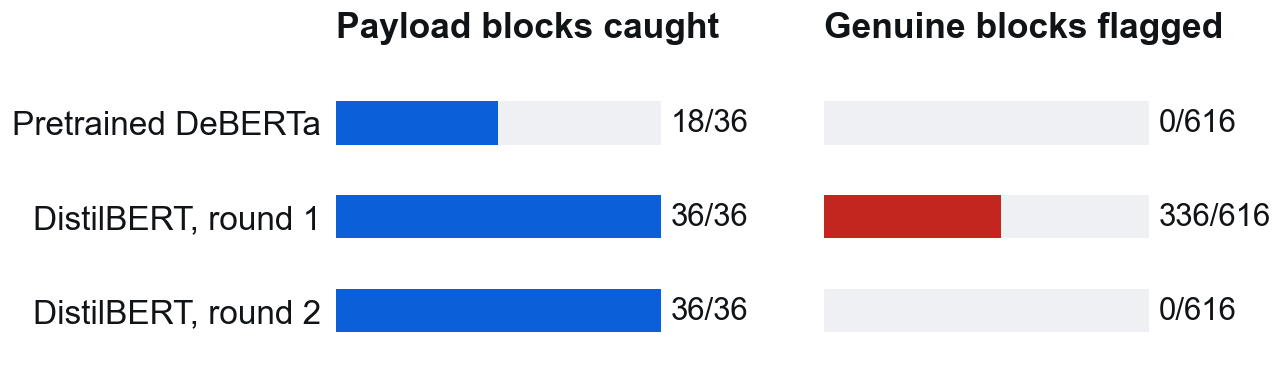 Payload blocks caught Genuine blocks flagged
Pretrained DeBERTa 18/36 0/616
DistilBERT, round 1 36/36 336/616
DistilBERT, round 2 36/36 0/616